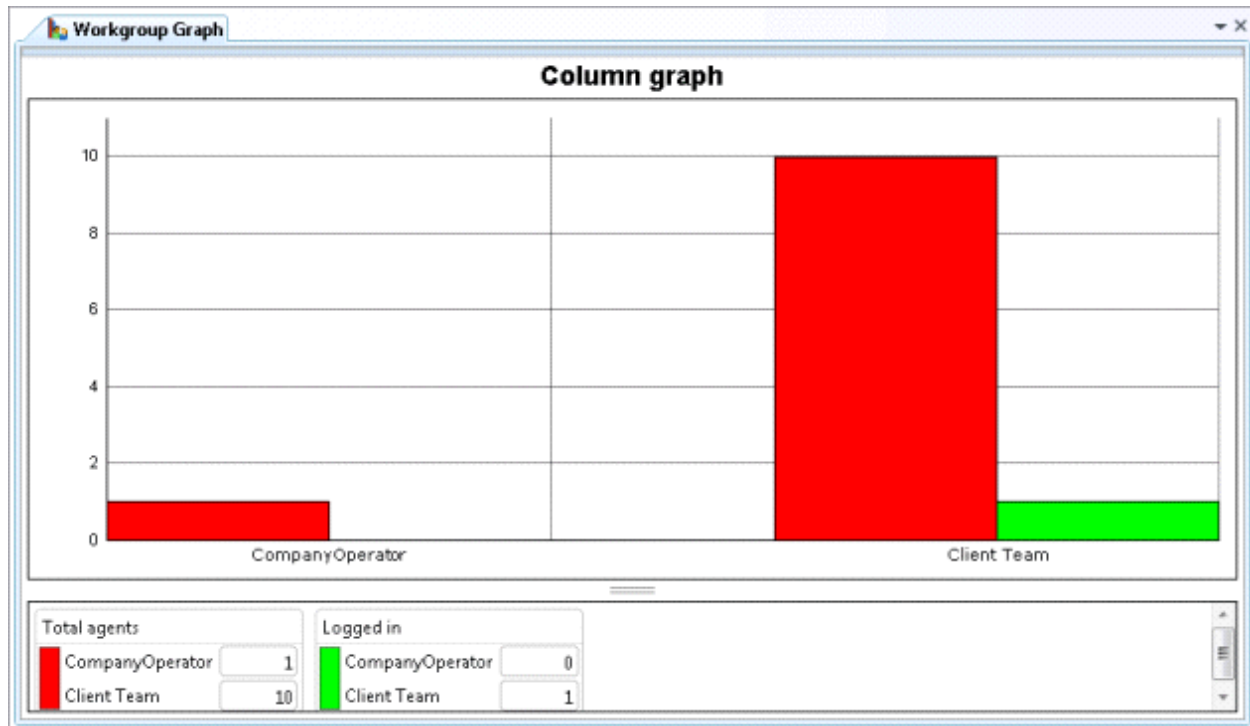 Workgroup Graph
Column graph
10
8
6
4
2
0
CompanyOperator
Client Team
Total agents
CompanyOperator 1
Client Team 10
Logged in
CompanyOperator 0
Client Team 1